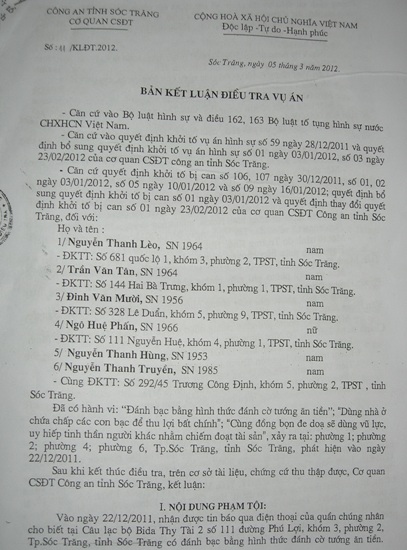 CÔNG AN TỈNH SÓC TRĂNG
CƠ QUAN CSĐT
CỘNG HOÀ XÃ HỘI CHỦ NGHĨA VIỆT NAM
Độc lập -Tự do -Hạnh phúc
Số: /KLĐT.2012.
Sóc Trăng, ngày 05 tháng 3 năm 2012.
BẢN KẾT LUẬN ĐIỀU TRA VỤ ÁN
- Căn cứ vào Bộ luật hình sự và điều 162, 163 Bộ luật tố tụng hình sự nước
CHXHCN Việt Nam.
- Căn cứ vào quyết định khởi tố vụ án hình sự số 59 ngày 28/12/2011 và quyết
định bổ sung quyết định khởi tố vụ án hình sự số 01 ngày 03/01/2012, số 03 ngày
23/02/2012 của cơ quan CSĐT công an tỉnh Sóc Trăng.
- Căn cứ quyết định khởi tố bị can số 106, 107 ngày 30/12/2011, số 01, 02
ngày 03/01/2012, số 05 ngày 10/01/2012 và số 09 ngày 16/01/2012; quyết định bổ
sung quyết định khởi tố bị can số 01 ngày 03/01/2012 và quyết định thay đổi quyết
định khởi tố bị can số 01 ngày 23/02/2012 của cơ quan CSĐT Công an tỉnh Sóc
Trăng, đối với:
Họ và tên :
1/ Nguyễn Thanh Lèo, SN 1964 nam
- ĐKTT: Số 681 quốc lộ 1, khóm 3, phường 2, TPST, tỉnh Sóc Trăng.
2/ Trần Văn Tân, SN 1964 nam
- ĐKTT: Số 144 Hai Bà Trưng, khóm 1, phường 1, TPST, tỉnh Sóc Trăng.
3/ Đinh Văn Mười, SN 1956 nam
- ĐKTT: Số 328 Lê Duẩn, khóm 5, phường 9, TPST, tỉnh Sóc Trăng.
4/ Ngô Huệ Phấn, SN 1966 nữ
- ĐKTT: Số 111 Nguyễn Huệ, khóm 4, phường 1, TPST, tỉnh Sóc Trăng.
5/ Nguyễn Thanh Hùng, SN 1953 nam
6/ Nguyễn Thanh Truyền, SN 1985 nam
- Cùng ĐKTT: Số 292/45 Trương Công Định, khóm 5, phường 2, TPST , tỉnh
Sóc Trăng.
Đã có hành vi: “Đánh bạc bằng hình thức đánh cờ tướng ăn tiền”; "Dùng nhà ở
chứa chấp các con bạc để thu lợi bất chính"; "Cùng đồng bọn đe doạ sẽ dùng vũ lực,
uy hiếp tinh thần người khác nhằm chiếm đoạt tài sản", xảy ra tại: phường 1; phường
2; phường 4; phường 6, Tp.Sóc Trăng, tỉnh Sóc Trăng, phát hiện vào ngày
22/12/2011.
Sau khi kết thúc điều tra, trên cơ sở tài liệu, chứng cứ thu thập được, Cơ quan
CSĐT Công an tỉnh Sóc Trăng, kết luận:
I. NỘI DUNG PHẠM TỘI:
Vào ngày 22/12/2011, nhận được tin báo qua điện thoại của quần chúng nhân
cho biết tại Câu lạc bộ Bida Thy Tài 2 số 111 đường Phú Lợi, khóm 3, phường 2,
Tp.Sóc Trăng, tỉnh Sóc Trăng có đánh bạc bằng hình thức đánh cờ tướng ăn tiền.